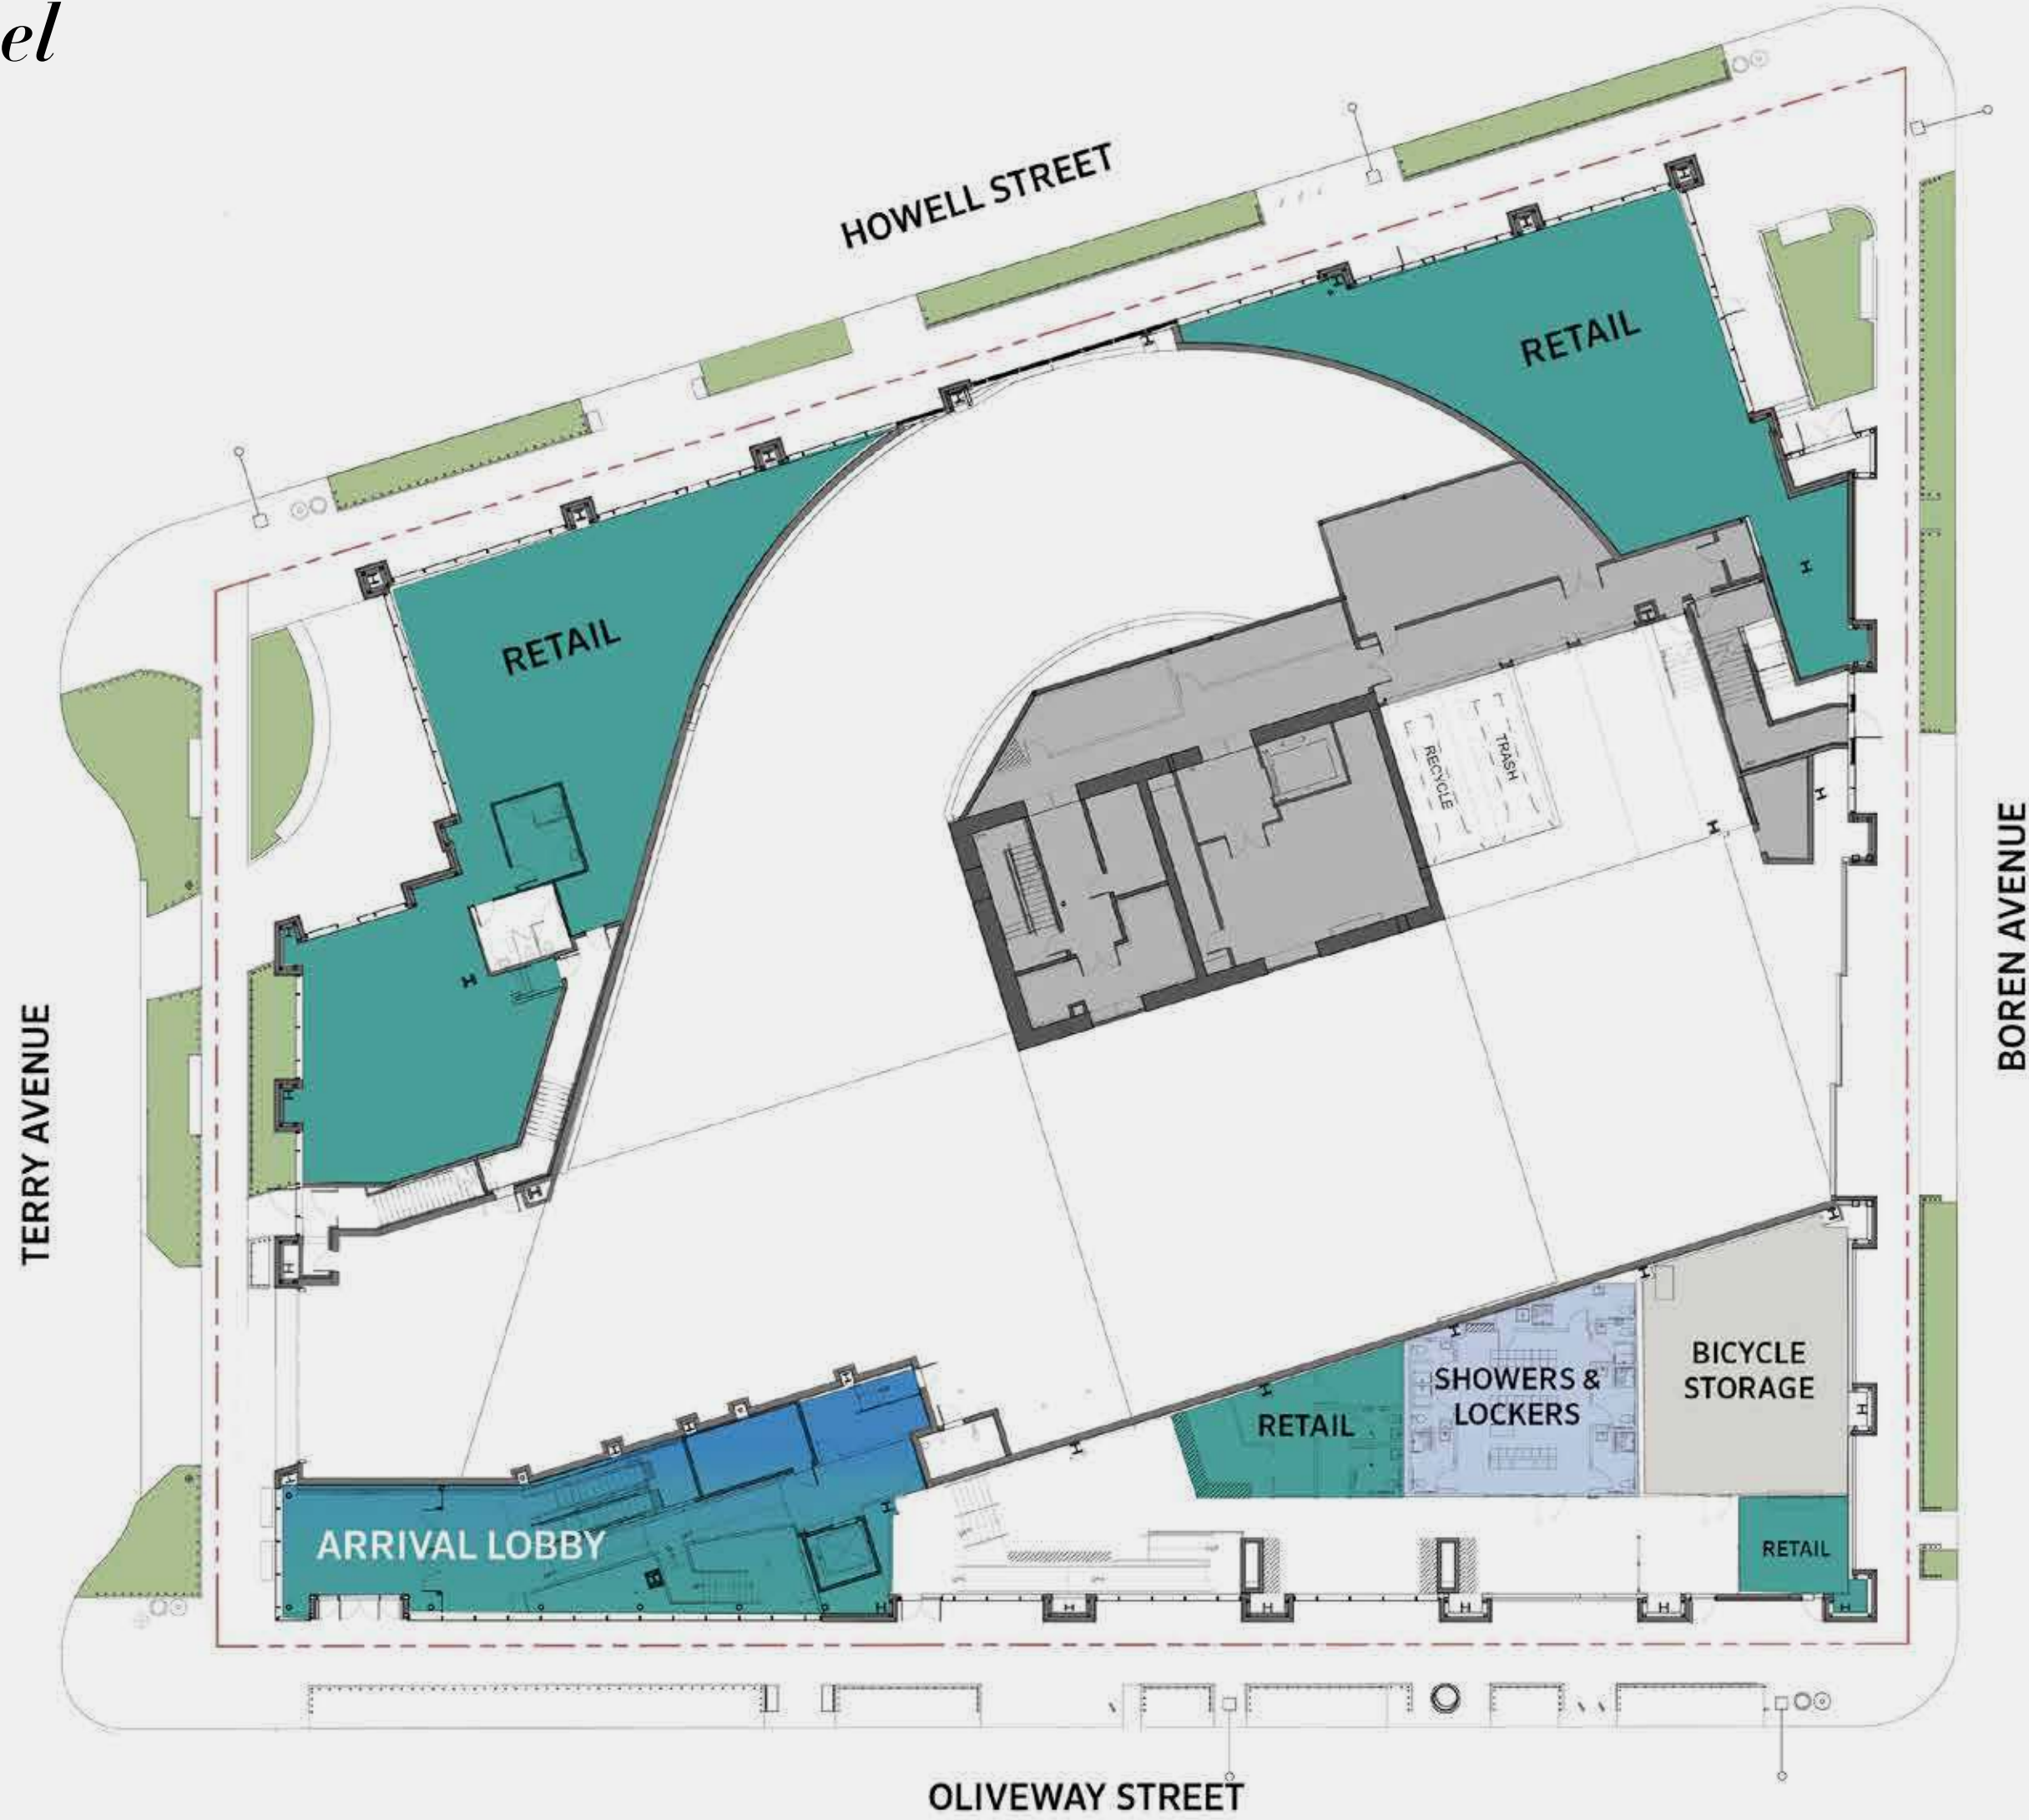 el
HOWELL STREET
RETAIL
RETAIL
RECYCLE
TRASH
TERRY AVENUE
BOREN AVENUE
BICYCLE
STORAGE
SHOWERS &
LOCKERS
RETAIL
ARRIVAL LOBBY
RETAIL
OLIVEWAY STREET